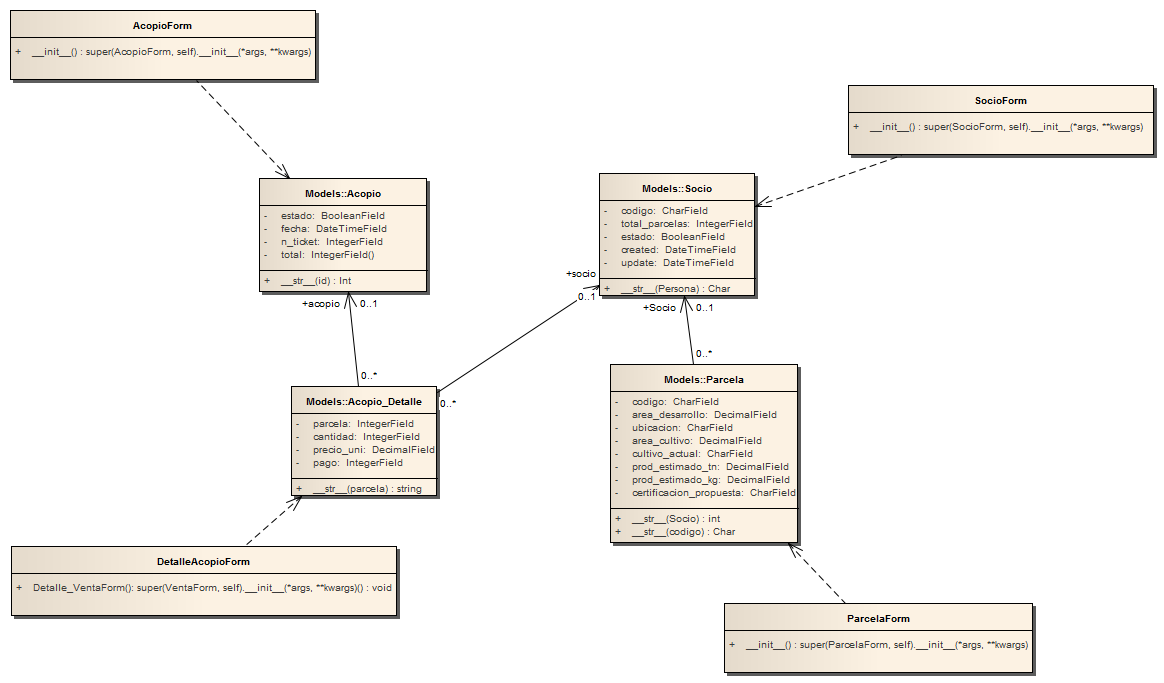 AcopioForm
+ __init__() : super(AcopioForm, self).__init__(*args, **kwargs)
SocioForm
+ __init__() : super(SocioForm, self).__init__(*args, **kwargs)
Models::Acopio
- estado: BooleanField
- fecha: DateTimeField
- n_ticket: IntegerField
- total: IntegerField()
+ __str__(id) : Int
Models::Socio
- codigo: CharField
- total_parcelas: IntegerField
- estado: BooleanField
- created: DateTimeField
- update: DateTimeField
+ __str__(Persona) : Char
+acopio 0..1
+socio
0..1
+Socio 0..1
0..*
0..*
0..*
Models::Acopio_Detalle
- parcela: IntegerField
- cantidad: IntegerField
- precio_uni: DecimalField
- pago: IntegerField
+ __str__(parcela) : string
Models::Parcela
- codigo: CharField
- area_desarrollo: DecimalField
- ubicacion: CharField
- area_cultivo: DecimalField
- cultivo_actual: CharField
- prod_estimado_tn: DecimalField
- prod_estimado_kg: DecimalField
- certificacion_propuesta: CharField
+ __str__(Socio) : int
+ __str__(codigo) : Char
DetalleAcopioForm
+ Detalle_VentaForm(): super(VentaForm, self).__init__(*args, **kwargs)() : void
ParcelaForm
+ __init__() : super(ParcelaForm, self).__init__(*args, **kwargs)